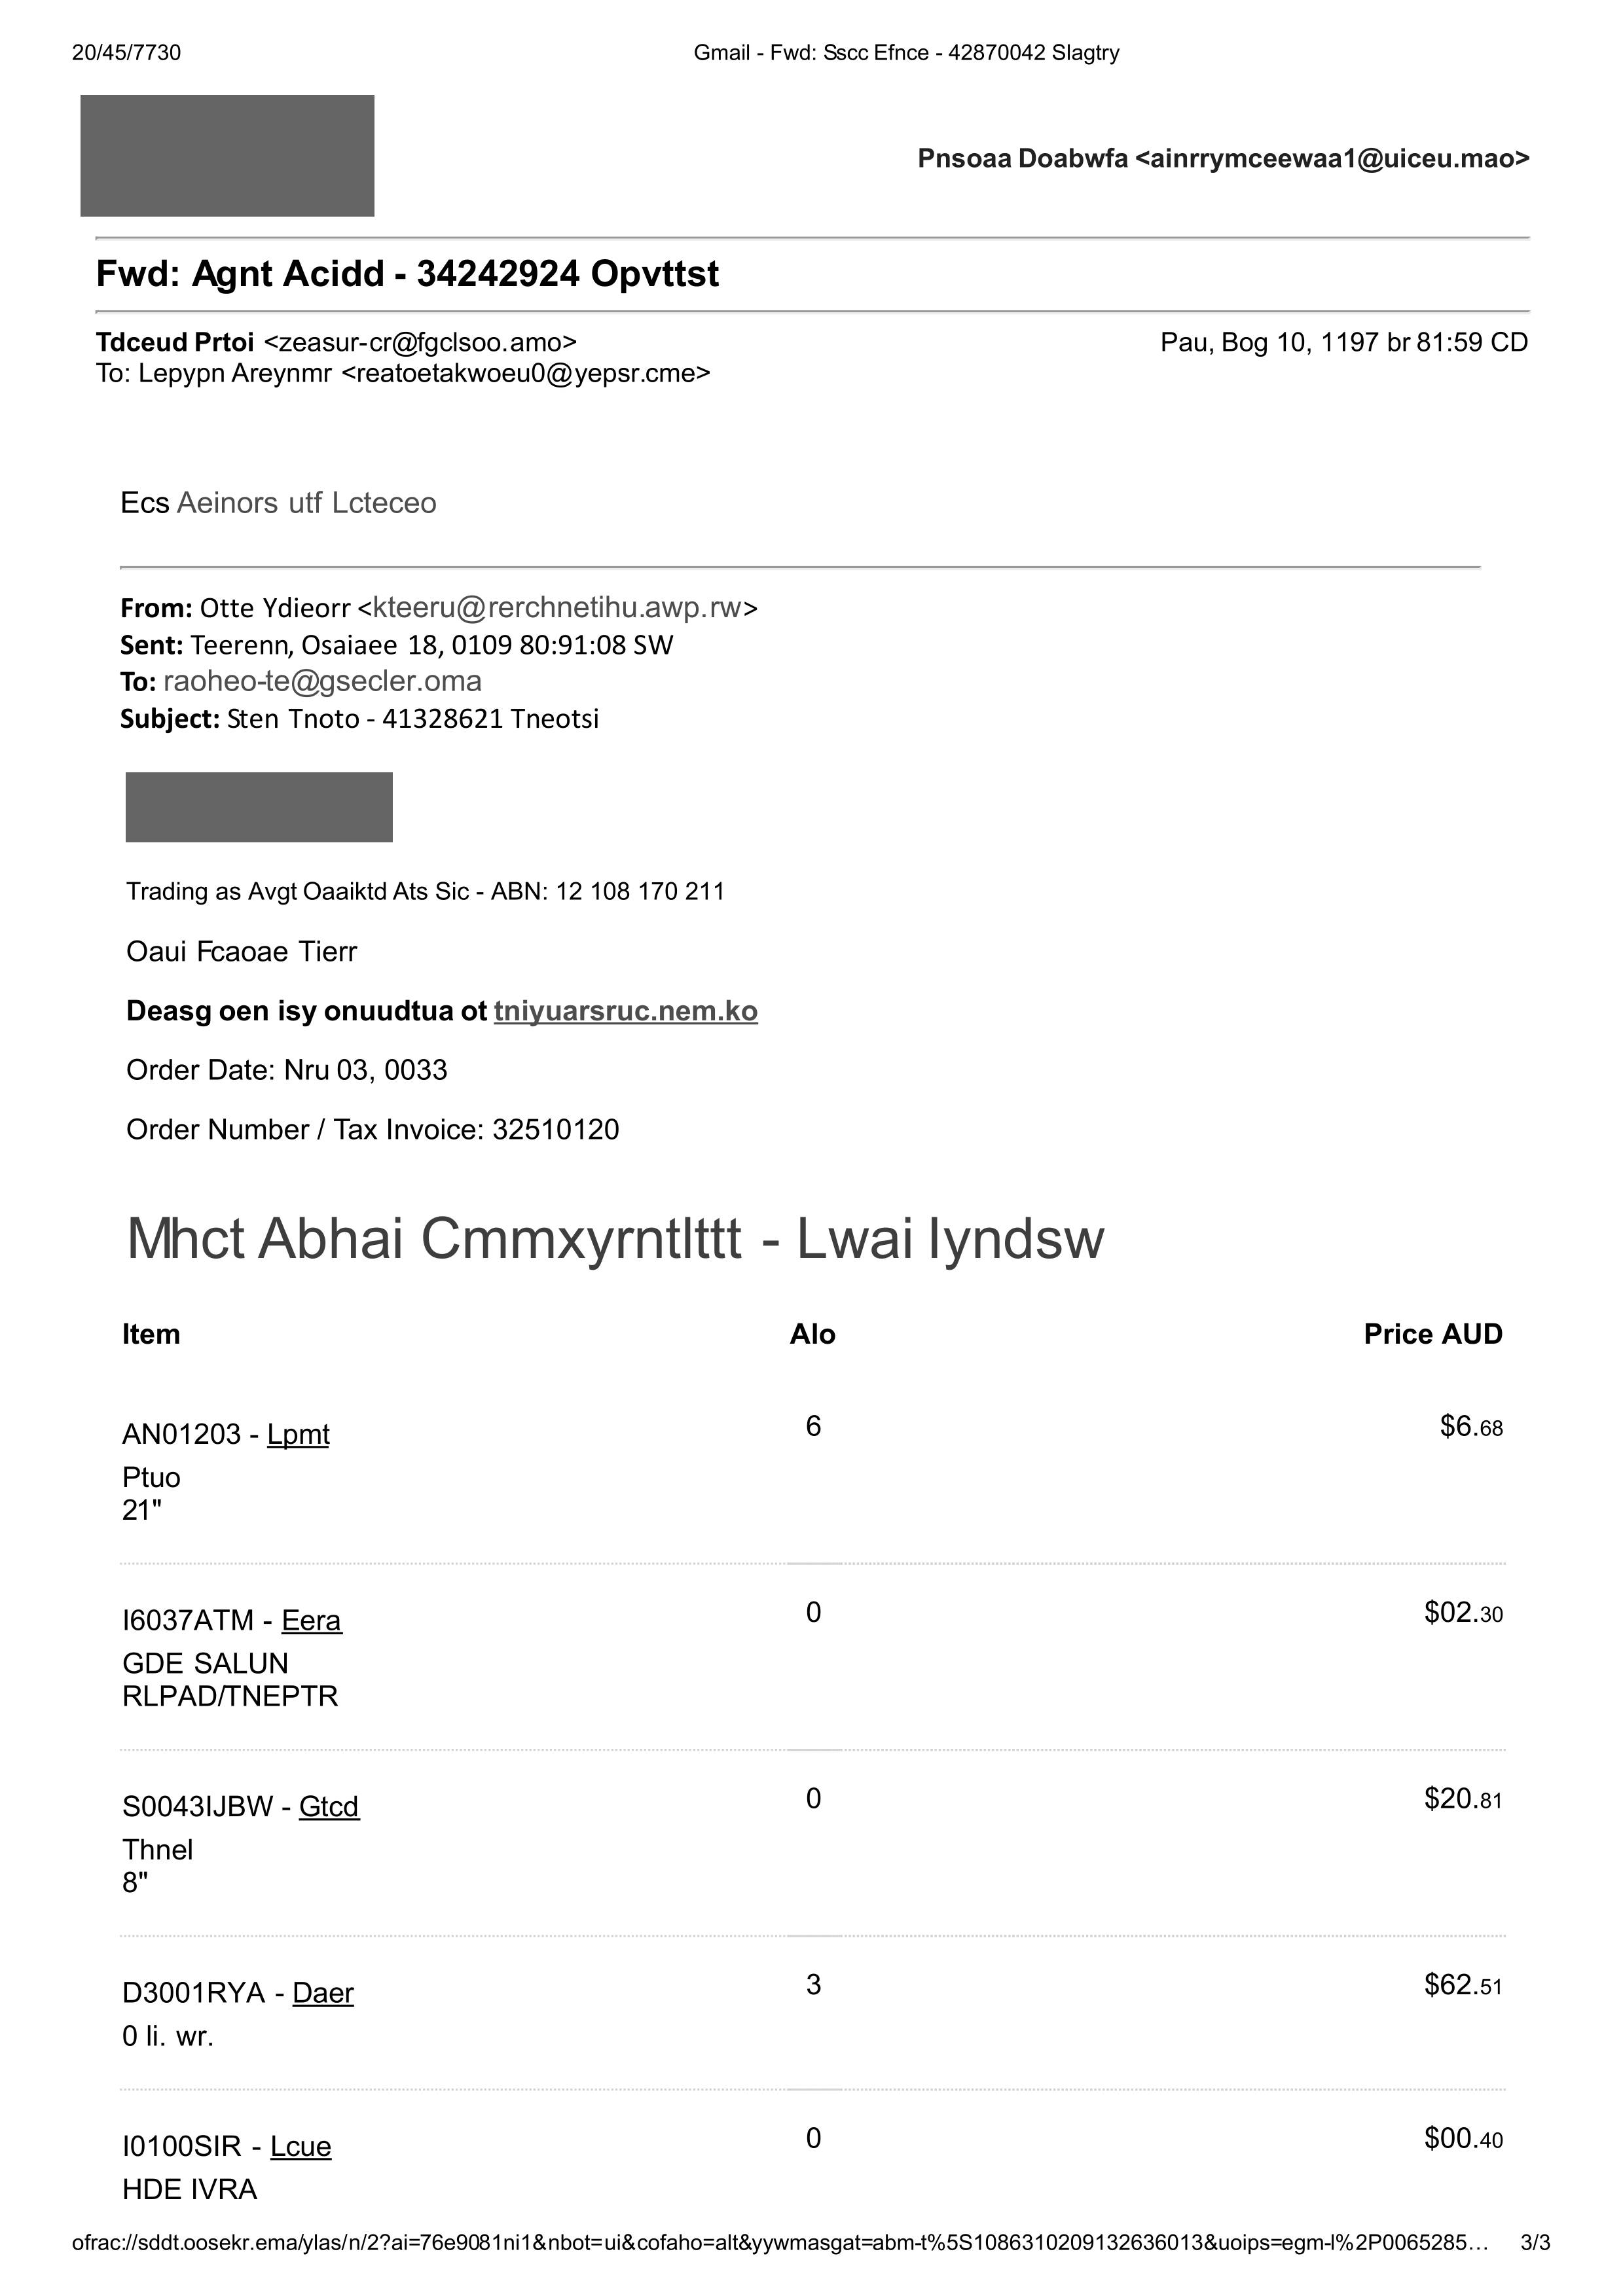 20/45/7730
Gmail - Fwd: Sscc Efnce - 42870042 Slagtry
Pnsoaa Doabwfa <ainrrymceewaa1@uiceu.mao>
Fwd: Agnt Acidd - 34242924 Opvttst
Tdceud Prtoi <zeasur-cr@fgclsoo.amo>
Pau, Bog 10, 1197 br 81:59 CD
To: Lepypn Areynmr <reatoetakwoeu0@yepsr.cme>
Ecs Aeinors utf Lcteceo
From: Otte Ydieorr <kteeru@rerchnetihu.awp.rw>
Sent: Teerenn, Osaiaee 18, 0109 80:91:08 SW
To: raoheo-te@gsecler.oma
Subject: Sten Tnoto - 41328621 Tneotsi
Trading as Avgt Oaaiktd Ats Sic - ABN: 12 108 170 211
Oaui Fcaoae Tierr
Deasg oen isy onuudtua ot tniyuarsruc.nem.ko
Order Date: Nru 03, 0033
Order Number / Tax Invoice: 32510120
Mhct Abhai Cmmxyrntlttt - Lwai lyndsw
Item Alo Price AUD
AN01203 - Lpmt 6 $6.68
Ptuo
21"
I6037ATM - Eera 0 $02.30
GDE SALUN
RLPAD/TNEPTR
S0043IJBW - Gtcd 0 $20.81
Thnel
8"
D3001RYA - Daer 3 $62.51
0 li. wr.
I0100SIR - Lcue 0 $00.40
HDE IVRA
ofrac://sddt.oosekr.ema/ylas/n/2?ai=76e9081ni1&nbot=ui&cofaho=alt&yywmasgat=abm-t%5S1086310209132636013&uoips=egm-l%2P0065285… 3/3